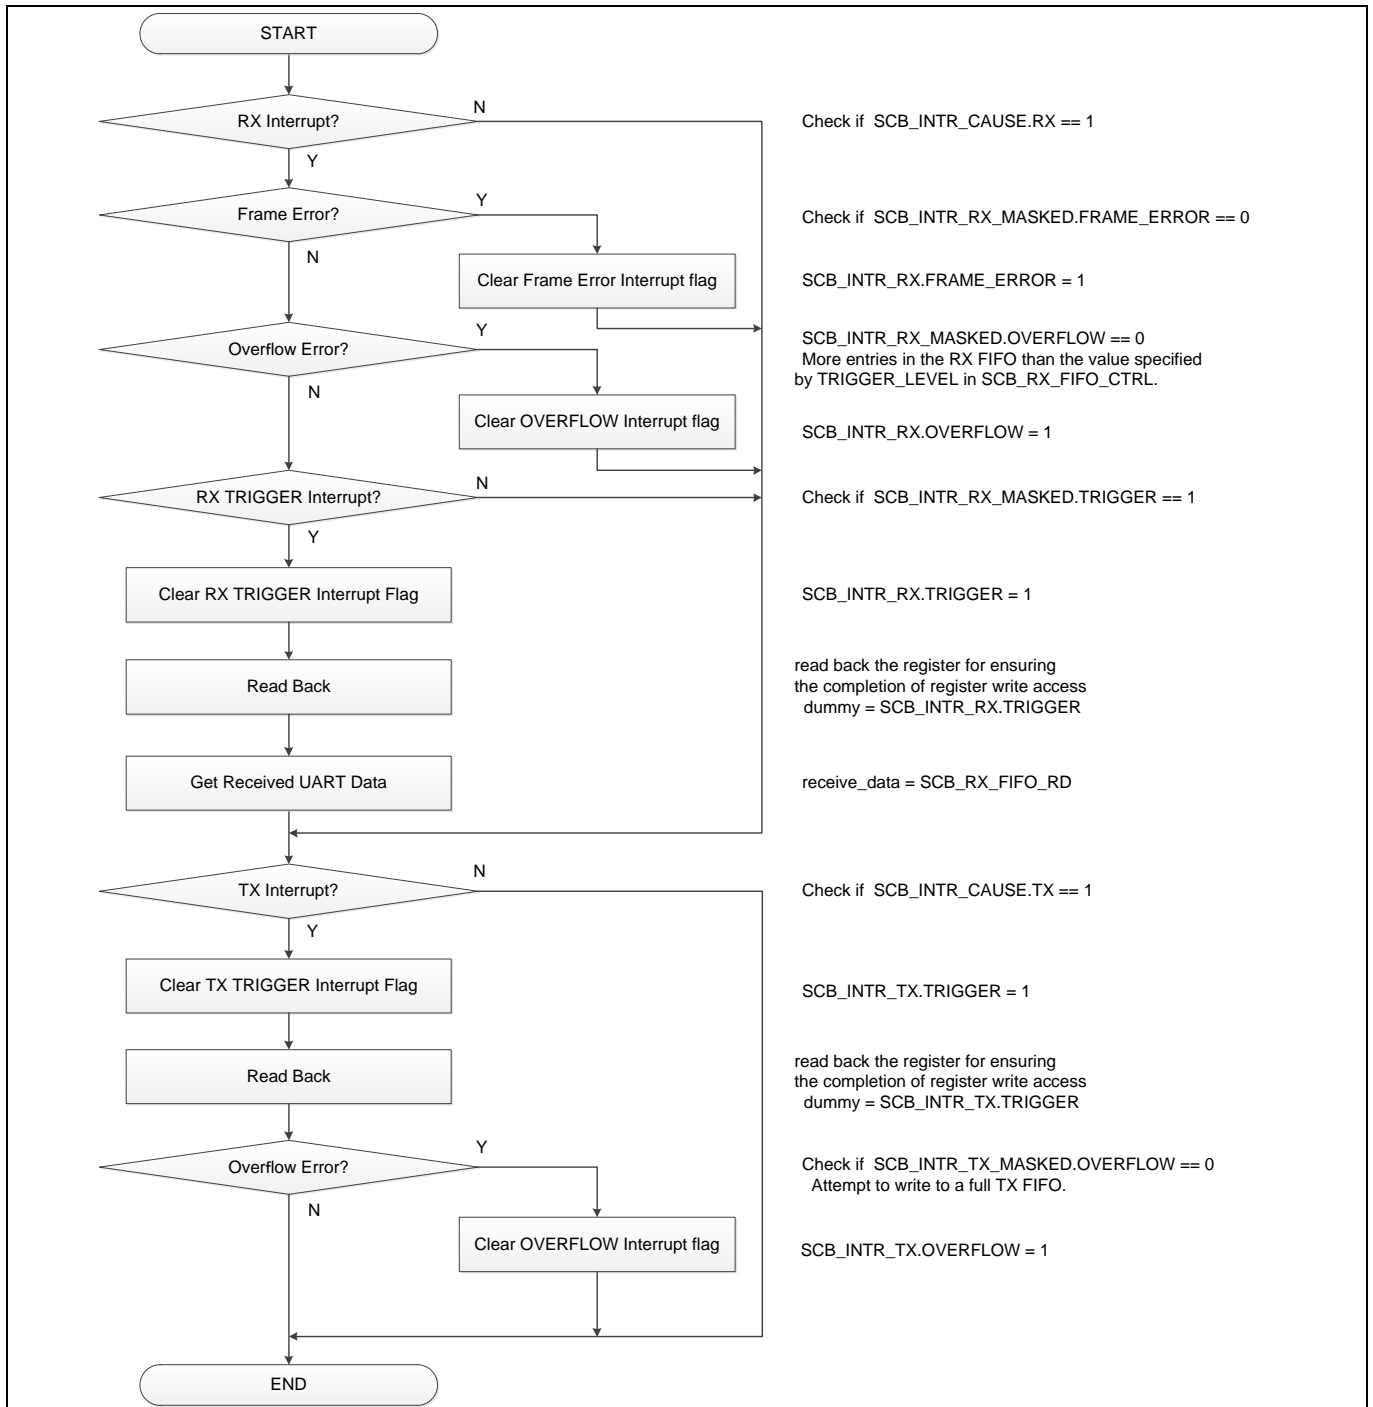 START
RX Interrupt?
N
Check if SCB_INTR_CAUSE.RX == 1
Y
Frame Error?
Y
Check if SCB_INTR_RX_MASKED.FRAME_ERROR == 0
N
Clear Frame Error Interrupt flag
SCB_INTR_RX.FRAME_ERROR = 1
Overflow Error?
Y
SCB_INTR_RX_MASKED.OVERFLOW == 0
More entries in the RX FIFO than the value specified
by TRIGGER_LEVEL in SCB_RX_FIFO_CTRL.
N
Clear OVERFLOW Interrupt flag
SCB_INTR_RX.OVERFLOW = 1
RX TRIGGER Interrupt?
N
Check if SCB_INTR_RX_MASKED.TRIGGER == 1
Y
Clear RX TRIGGER Interrupt Flag
SCB_INTR_RX.TRIGGER = 1
Read Back
read back the register for ensuring
the completion of register write access
dummy = SCB_INTR_RX.TRIGGER
Get Received UART Data
receive_data = SCB_RX_FIFO_RD
TX Interrupt?
N
Check if SCB_INTR_CAUSE.TX == 1
Y
Clear TX TRIGGER Interrupt Flag
SCB_INTR_TX.TRIGGER = 1
Read Back
read back the register for ensuring
the completion of register write access
dummy = SCB_INTR_TX.TRIGGER
Overflow Error?
Y
Check if SCB_INTR_TX_MASKED.OVERFLOW == 0
Attempt to write to a full TX FIFO.
N
Clear OVERFLOW Interrupt flag
SCB_INTR_TX.OVERFLOW = 1
END